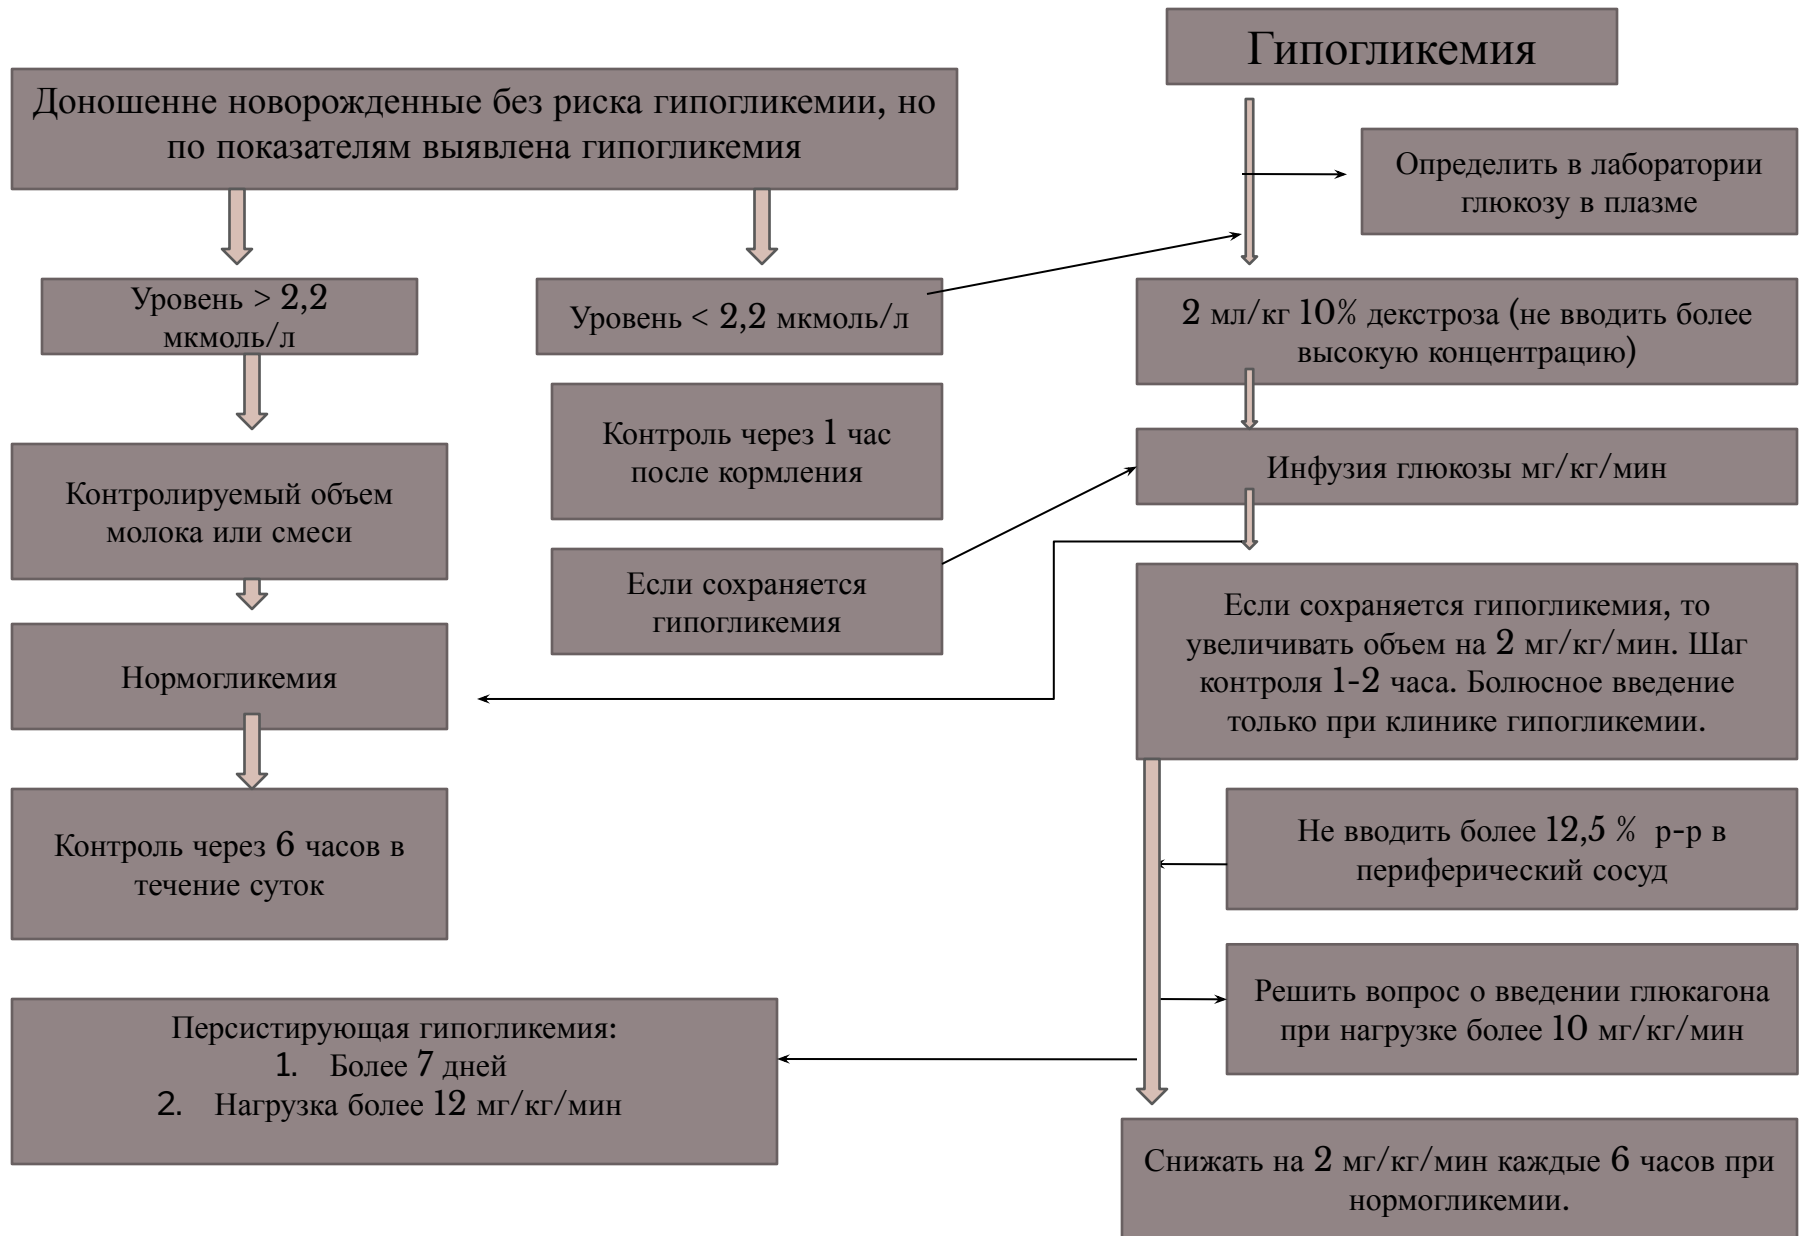 Гипогликемия
Доношенне новорожденные без риска гипогликемии, но
по показателям выявлена гипогликемия
Определить в лаборатории
глюкозу в плазме
Уровень > 2,2
мкмоль/л
Уровень < 2,2 мкмоль/л
2 мл/кг 10% декстроза (не вводить более
высокую концентрацию)
Контроль через 1 час
после кормления
Инфузия глюкозы мг/кг/мин
Контролируемый объем
молока или смеси
Если сохраняется
гипогликемия
Если сохраняется гипогликемия, то
увеличивать объем на 2 мг/кг/мин. Шаг
контроля 1-2 часа. Болюсное введение
только при клинике гипогликемии.
Нормогликемия
Контроль через 6 часов в
течение суток
Не вводить более 12,5 % р-р в
периферический сосуд
Решить вопрос о введении глюкагона
при нагрузке более 10 мг/кг/мин
Персистирующая гипогликемия:
1. Более 7 дней
2. Нагрузка более 12 мг/кг/мин
Снижать на 2 мг/кг/мин каждые 6 часов при
нормогликемии.